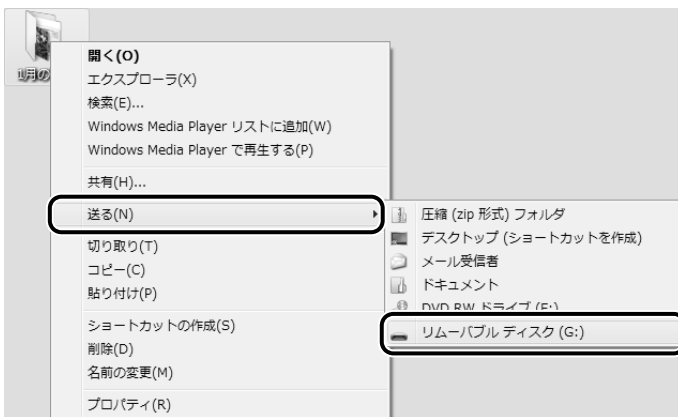 1月の
開く(O)
エクスプローラ(X)
検索(E)...
Windows Media Player リストに追加(W)
Windows Media Player で再生する(P)
共有(H)...
送る(N)
切り取り(T)
コピー(C)
貼り付け(P)
ショートカットの作成(S)
削除(D)
名前の変更(M)
プロパティ(R)
圧縮 (zip 形式) フォルダ
デスクトップ (ショートカットを作成)
メール受信者
ドキュメント
DVD RW ドライブ (E:)
リムーバブル ディスク (G:)